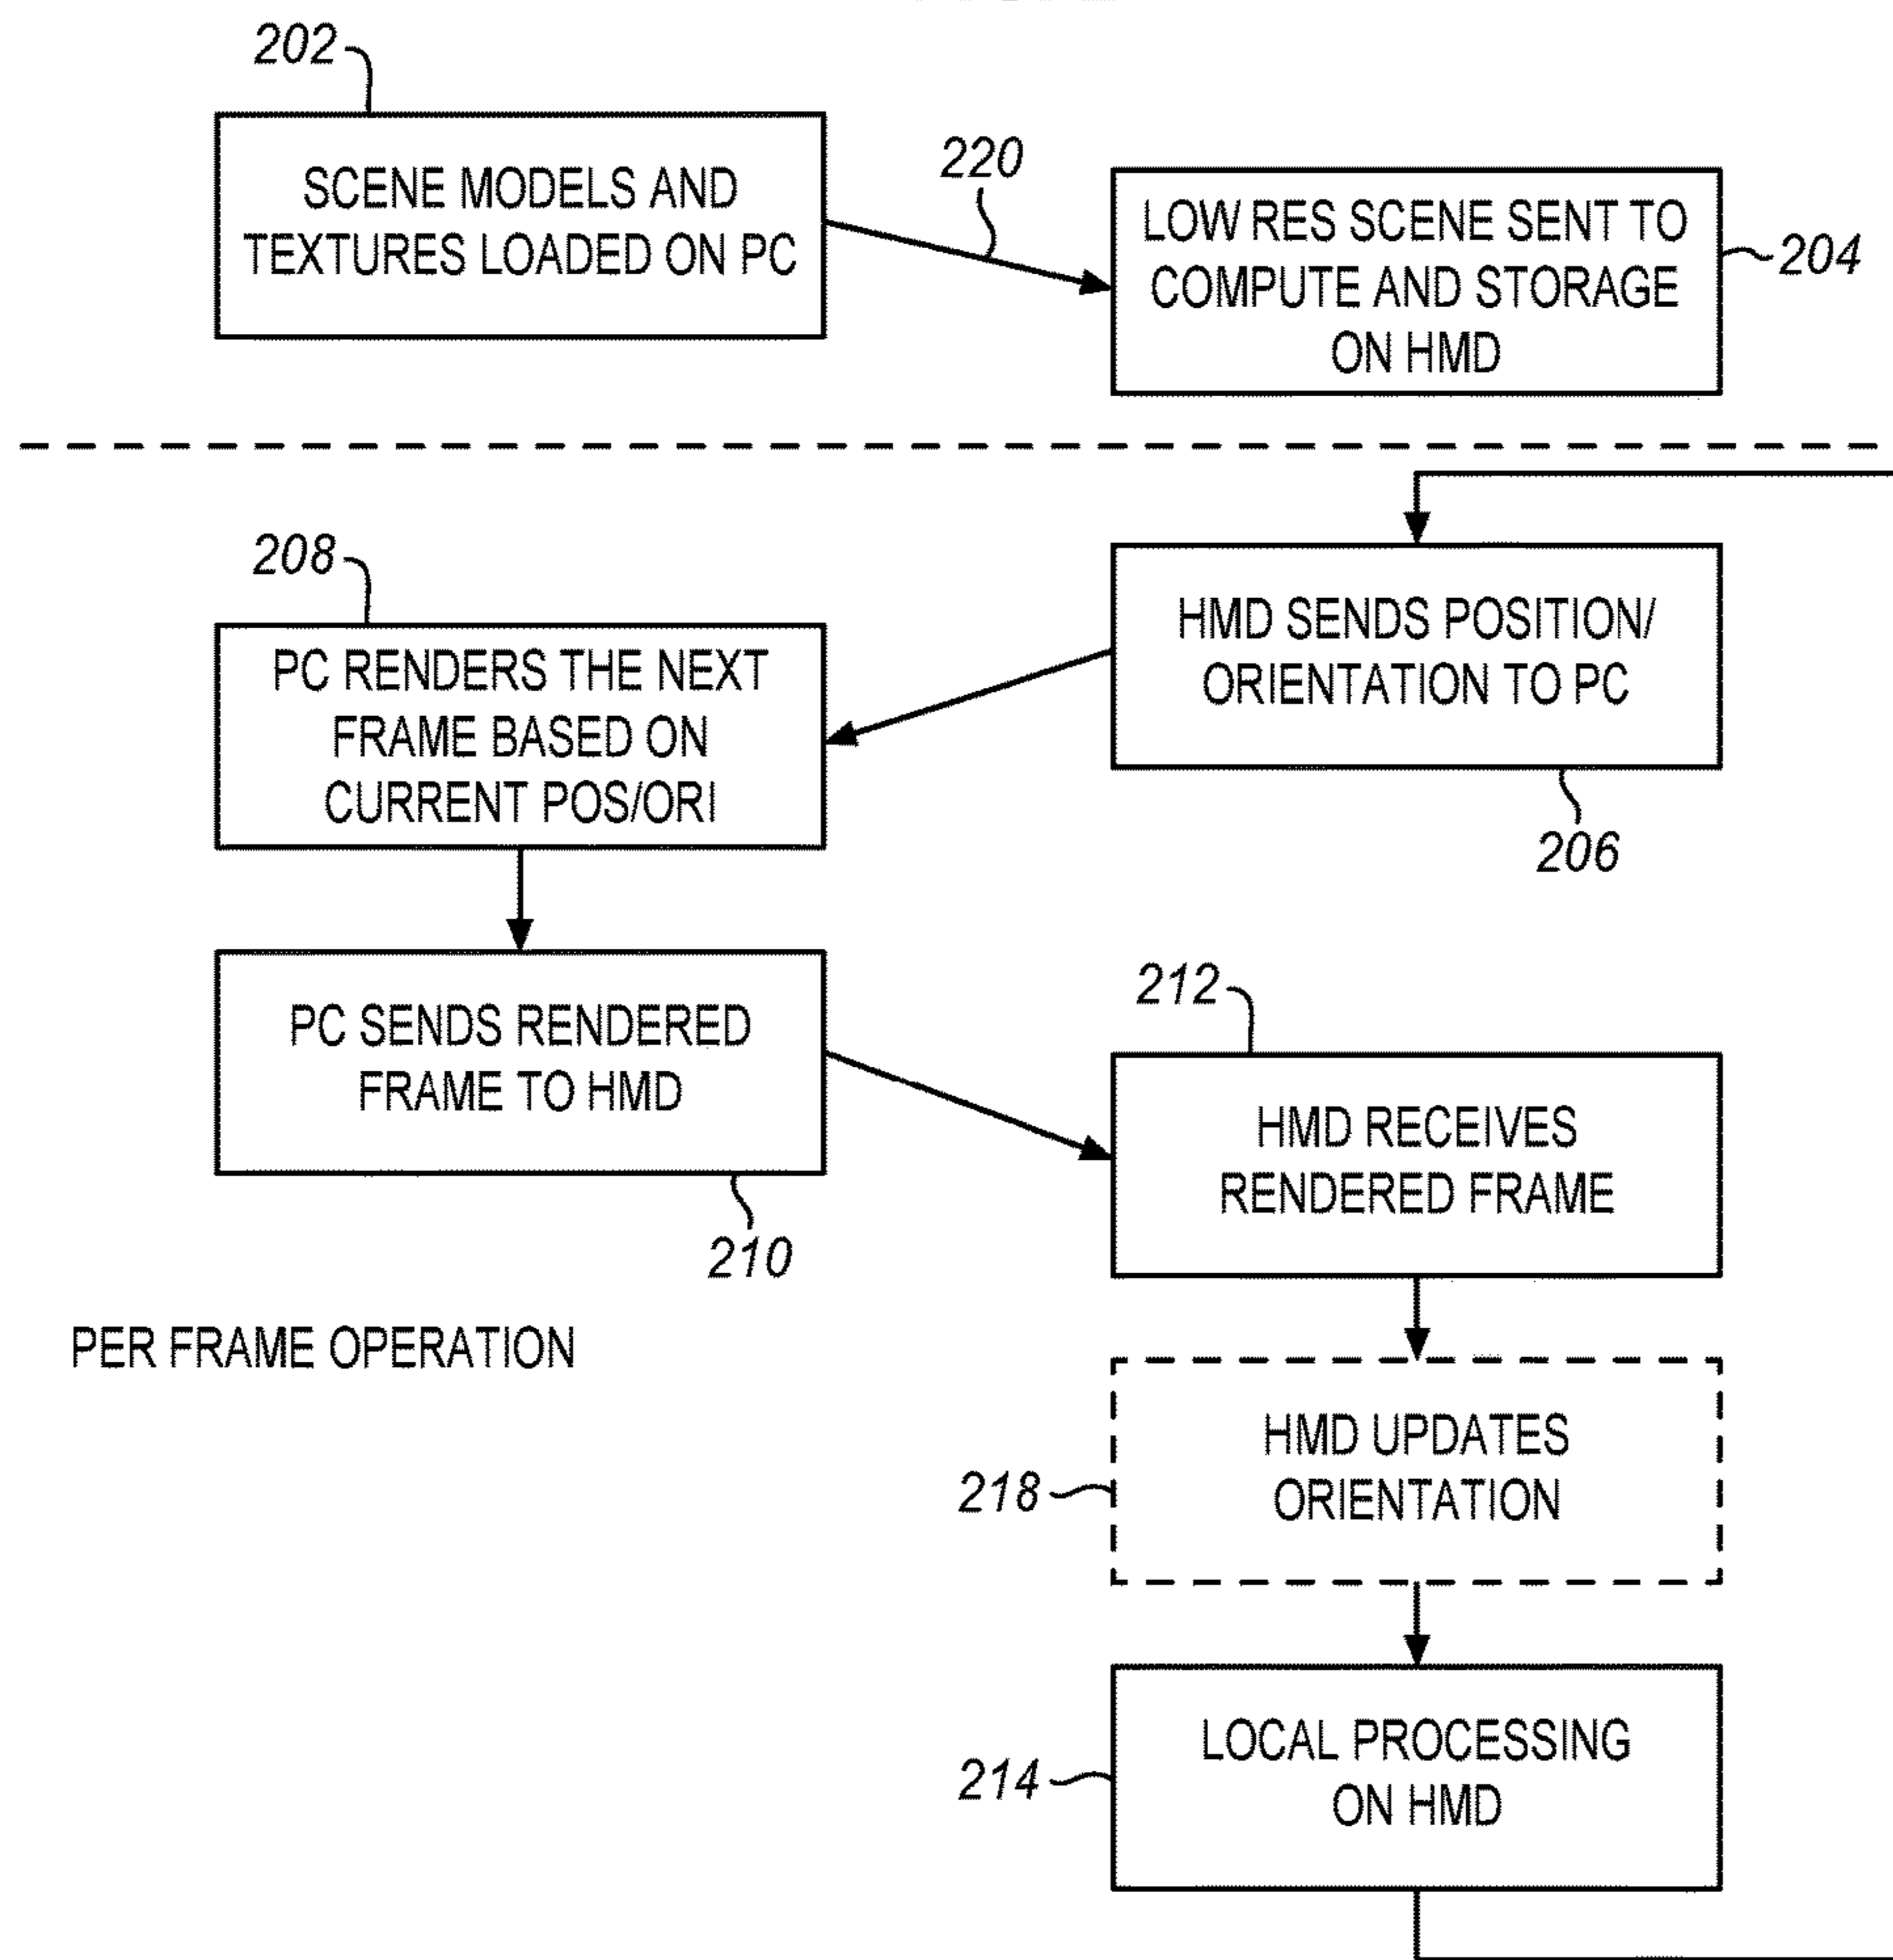 202
SCENE MODELS AND
TEXTURES LOADED ON PC
220
LOW RES SCENE SENT TO
COMPUTE AND STORAGE
ON HMD
204
208
PC RENDERS THE NEXT
FRAME BASED ON
CURRENT POS/ORI
HMD SENDS POSITION/
ORIENTATION TO PC
206
PC SENDS RENDERED
FRAME TO HMD
210
212
HMD RECEIVES
RENDERED FRAME
PER FRAME OPERATION
HMD UPDATES
ORIENTATION
218
LOCAL PROCESSING
ON HMD
214